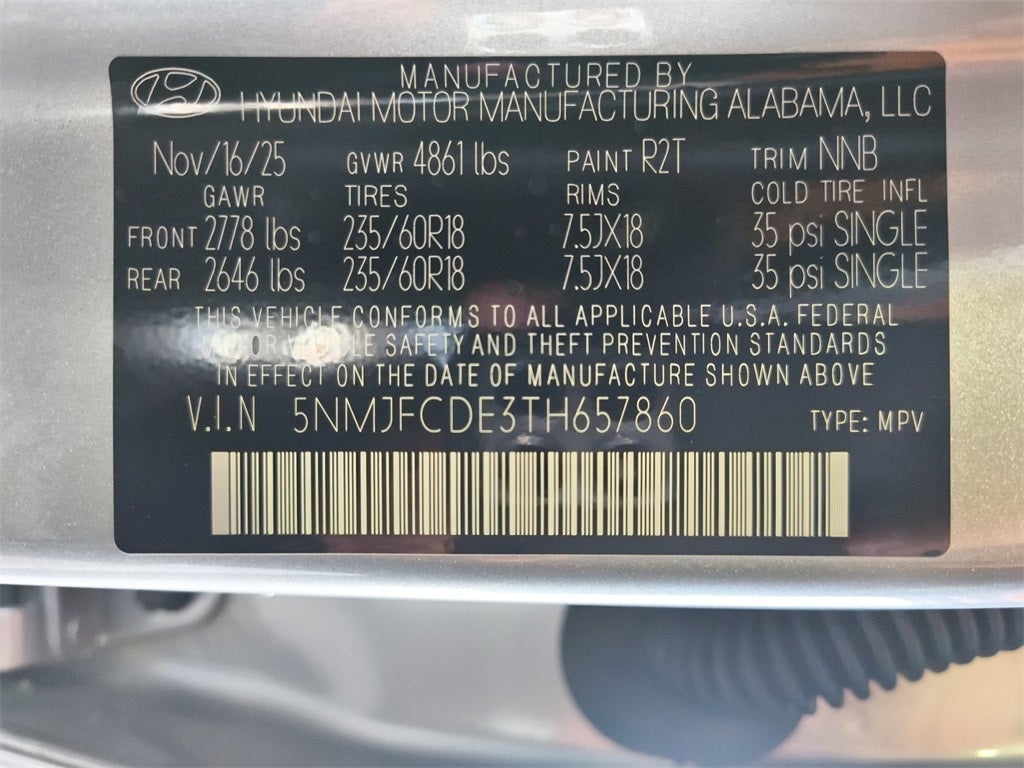 MANUFACTURED BY
HYUNDAI MOTOR MANUFACTURING ALABAMA, LLC
Nov/16/25 GVWR 4861 lbs PAINT R2T TRIM NNB
GAWR TIRES RIMS COLD TIRE INFL
FRONT 2778 lbs 235/60R18 7.5JX18 35 psi SINGLE
REAR 2646 lbs 235/60R18 7.5JX18 35 psi SINGLE
THIS VEHICLE CONFORMS TO ALL APPLICABLE U.S.A. FEDERAL
MOTOR VEHICLE SAFETY AND THEFT PREVENTION STANDARDS
IN EFFECT ON THE DATE OF MANUFACTURE SHOWN ABOVE
V.I.N 5NMJFCDE3TH657860 TYPE: MPV